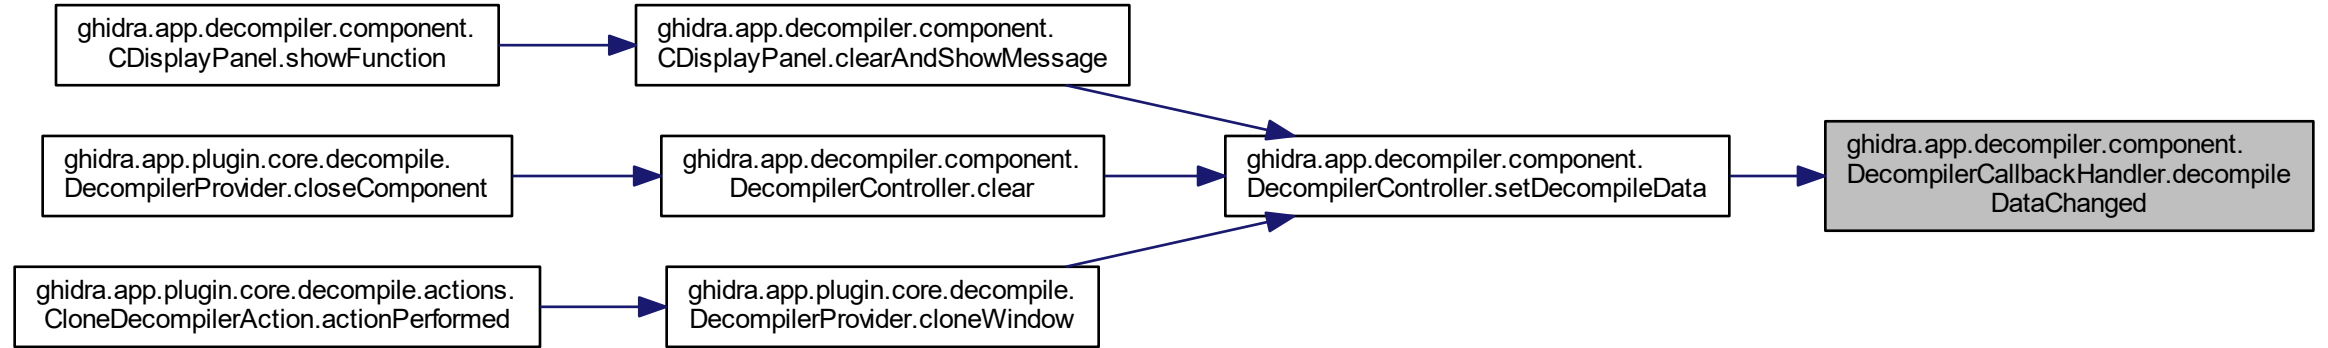 ghidra.app.decompiler.component.
CDisplayPanel.showFunction
ghidra.app.decompiler.component.
CDisplayPanel.clearAndShowMessage
ghidra.app.plugin.core.decompile.
DecompilerProvider.closeComponent
ghidra.app.decompiler.component.
DecompilerController.clear
ghidra.app.decompiler.component.
DecompilerController.setDecompileData
ghidra.app.decompiler.component.
DecompilerCallbackHandler.decompile
DataChanged
ghidra.app.plugin.core.decompile.actions.
CloneDecompilerAction.actionPerformed
ghidra.app.plugin.core.decompile.
DecompilerProvider.cloneWindow